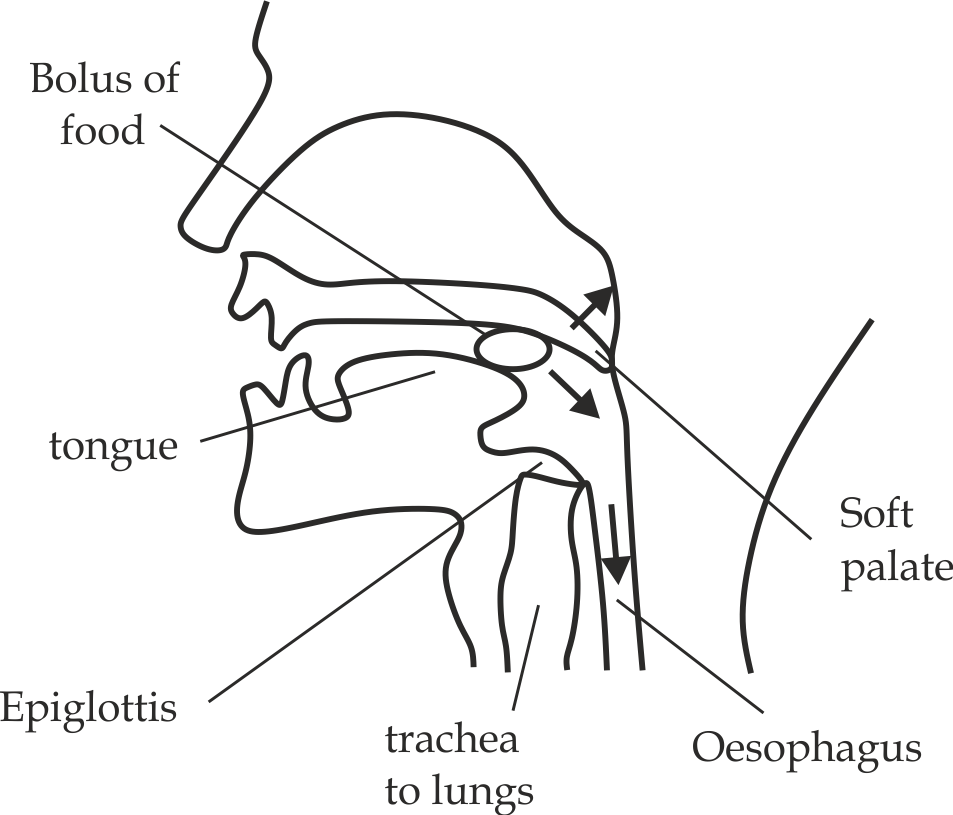 Bolus of
food
tongue
Soft
palate
Epiglottis
trachea
to lungs
Oesophagus